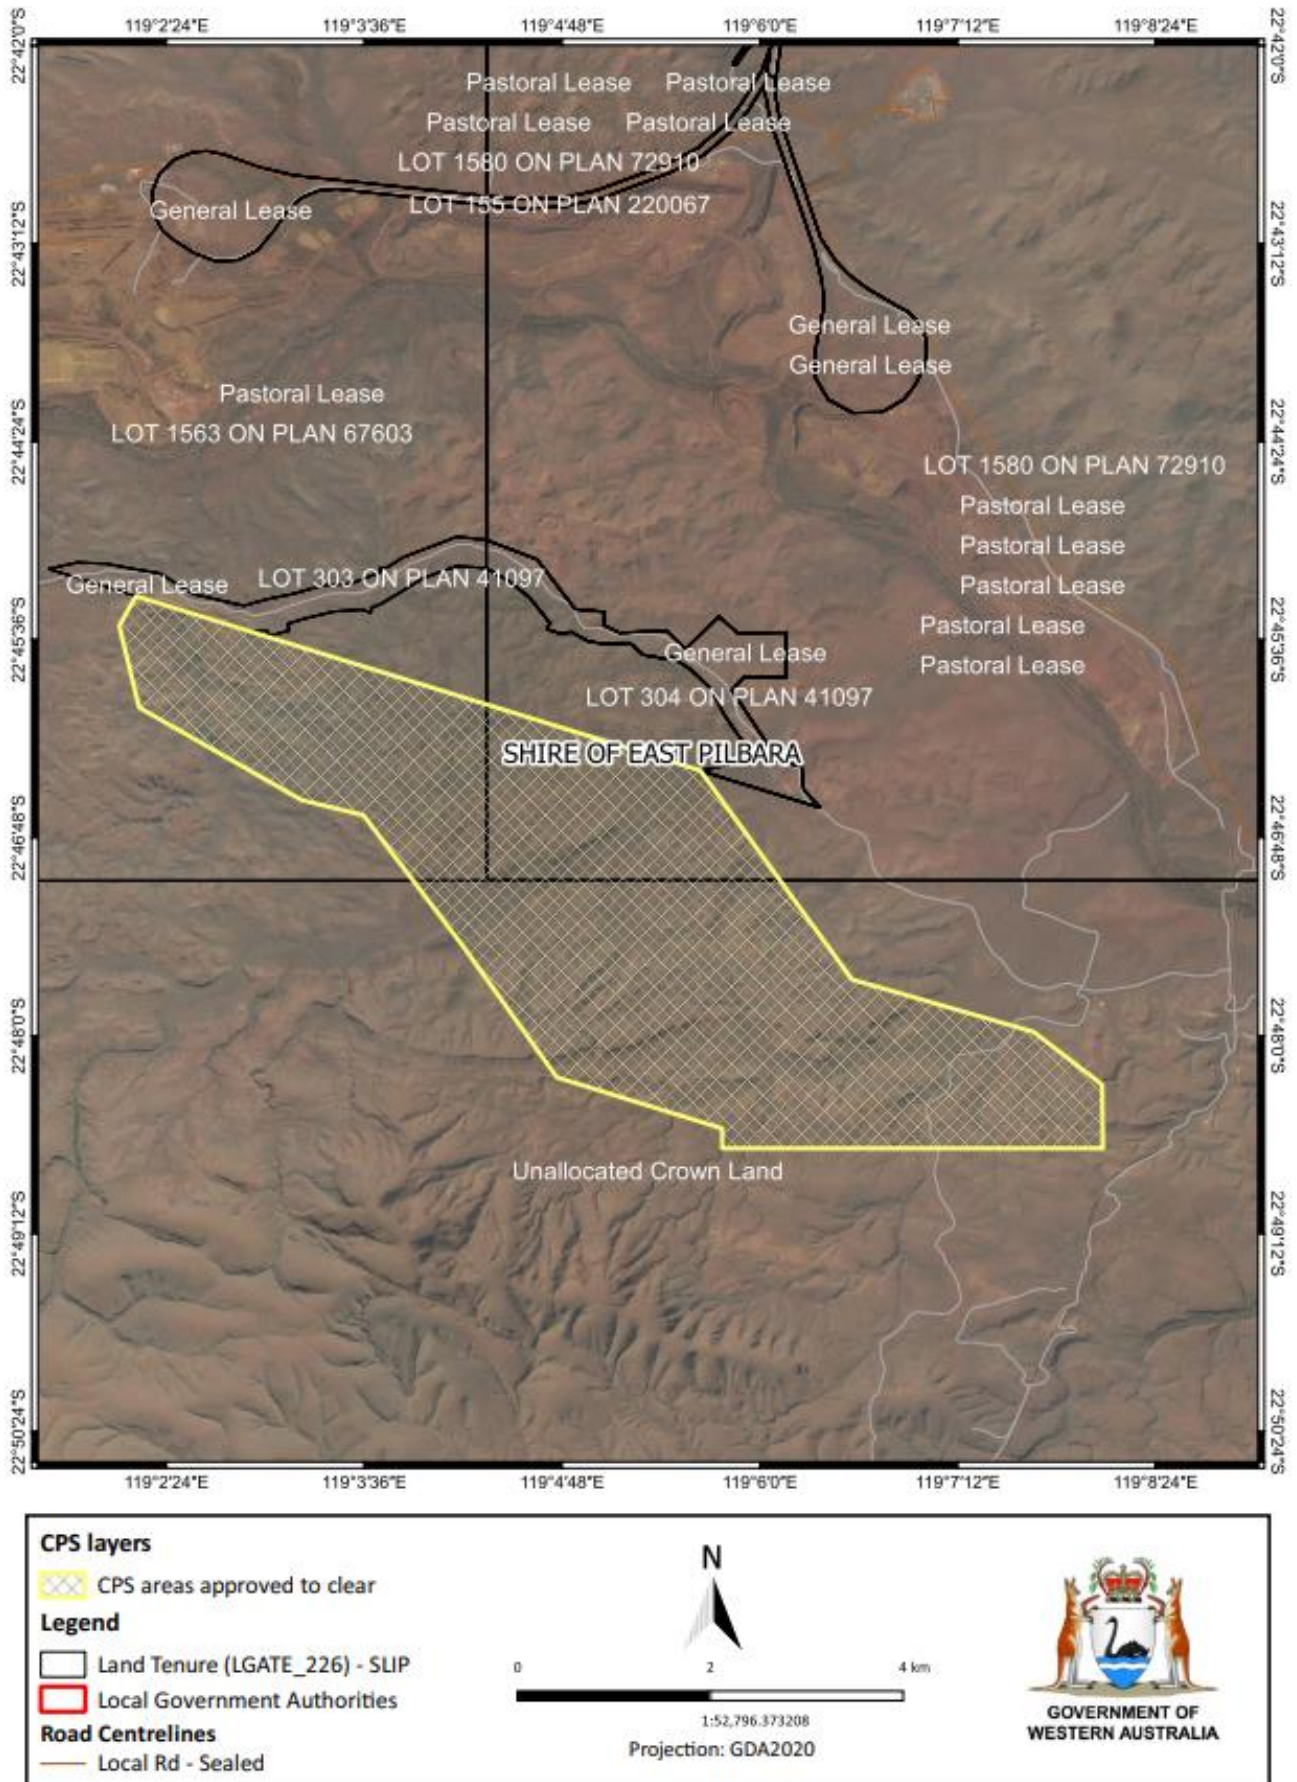 119°2'24"E 119°3'36"E 119°4'48"E 119°6'0"E 119°7'12"E 119°8'24"E
22°42'0"S 22°42'0"S
Pastoral Lease Pastoral Lease
Pastoral Lease Pastoral Lease
LOT 1580 ON PLAN 72910
General Lease LOT 155 ON PLAN 220067
22°43'12"S 22°43'12"S
General Lease
General Lease
Pastoral Lease
22°44'24"S LOT 1563 ON PLAN 67603 22°44'24"S
LOT 1580 ON PLAN 72910
Pastoral Lease
Pastoral Lease
General Lease LOT 303 ON PLAN 41097 Pastoral Lease
Pastoral Lease
22°45'36"S 22°45'36"S
General Lease Pastoral Lease
LOT 304 ON PLAN 41097
SHIRE OF EAST PILBARA
22°46'48"S 22°46'48"S
22°48'0"S 22°48'0"S
Unallocated Crown Land
22°49'12"S 22°49'12"S
22°50'24"S 22°50'24"S
119°2'24"E 119°3'36"E 119°4'48"E 119°6'0"E 119°7'12"E 119°8'24"E
CPS layers
CPS areas approved to clear
Legend
Land Tenure (LGATE_226) - SLIP
Local Government Authorities
Road Centrelines
Local Rd - Sealed
N
0 2 4 km
1:52,796.373208
Projection: GDA2020
GOVERNMENT OF
WESTERN AUSTRALIA